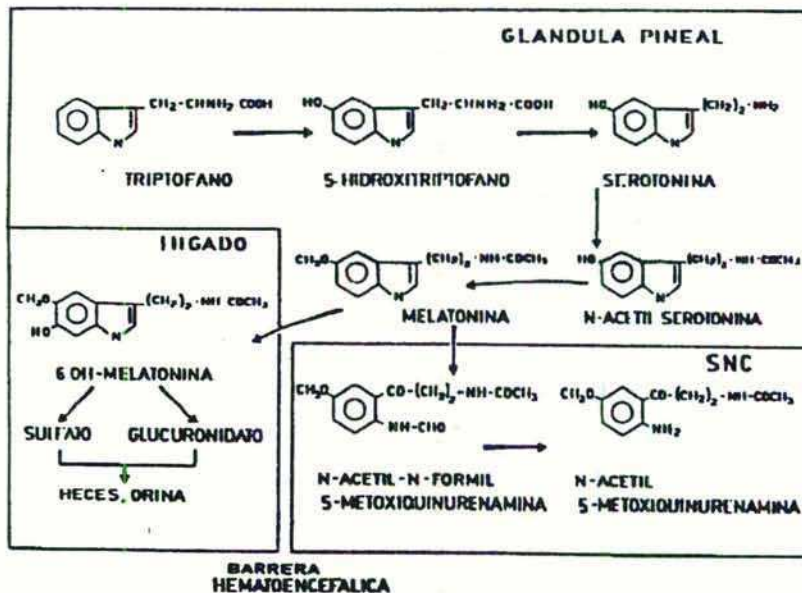 GLANDULA PINEAL
CH2-CHNH2 COOH
N
TRIPTOFANO
HO
CH2-CHNH2-COOH
N
5-HIDROXITRIPTOFANO
HO
(CH2)2-NH2
N
SEROTONINA
HIGADO
CH3O
HO
(CH2)2-NH COCH3
N
6 OH-MELATONINA
SULFATO GLUCURONIDATO
HECES, ORINA
CH3O
(CH2)2-NH-COCH3
N
MELATONINA
HO
(CH2)2-NH-COCH3
N
N-ACETIL SEROTONINA
SNC
CH3O
CO-(CH2)2-NH-COCH3
NH-CHO
N-ACETIL-N-FORMIL
5-METOXIQUINURENAMINA
CH3O
CO-(CH2)2-NH-COCH3
NH2
N-ACETIL
5-METOXIQUINURENAMINA
BARRERA
HEMATOENCEFALICA